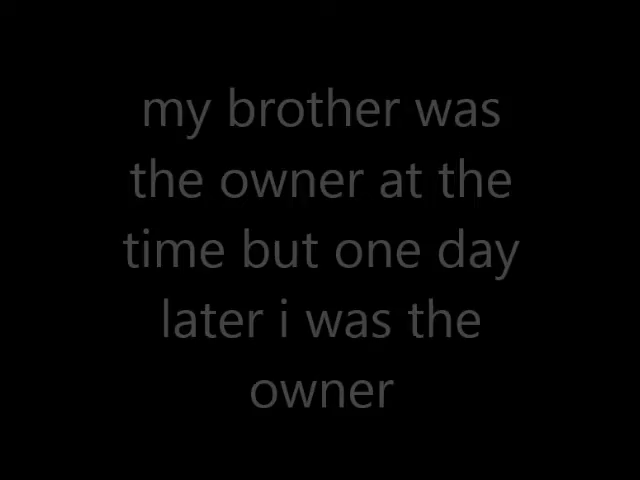 my brother was
the owner at the
time but one day
later i was the
owner